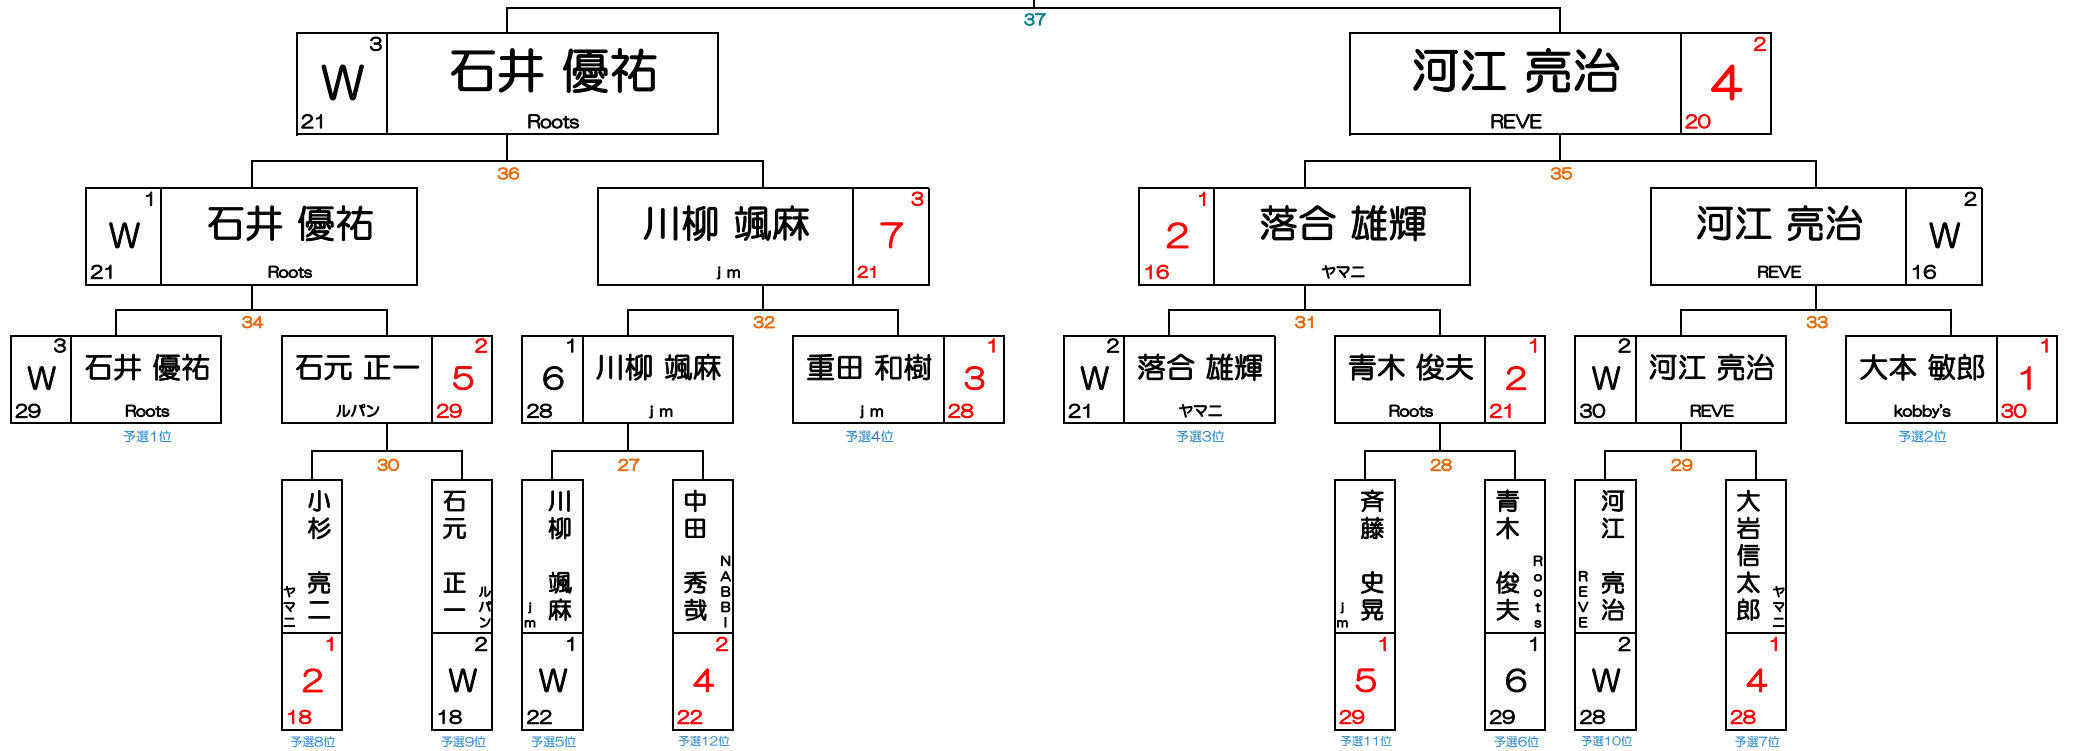 37
3
W
21
石井 優祐
Roots
河江 亮治
REVE
2
4
20
36
35
1
W
21
石井 優祐
Roots
川柳 颯麻
jm
3
7
21
1
2
16
落合 雄輝
ヤマニ
河江 亮治
REVE
2
W
16
34
32
31
33
3
W
29
石井 優祐
Roots
予選1位
石元 正一
ルパン
2
5
29
1
6
28
川柳 颯麻
jm
重田 和樹
jm
1
3
28
予選4位
2
W
21
落合 雄輝
ヤマニ
予選3位
青木 俊夫
Roots
1
2
21
2
W
30
河江 亮治
REVE
大本 敏郎
kobby's
1
1
30
予選2位
30
27
28
29
小杉 亮二
ヤマニ
1
2
18
予選8位
石元 正一
ルパン
2
W
18
予選9位
川柳 颯麻
jm
1
W
22
予選5位
中田 秀哉
NABBI
2
4
22
予選12位
斉藤 史晃
jm
1
5
29
予選11位
青木 俊夫
Roots
1
6
29
予選6位
河江 亮治
REVE
2
W
28
予選10位
大岩信太郎
ヤマニ
1
4
28
予選7位